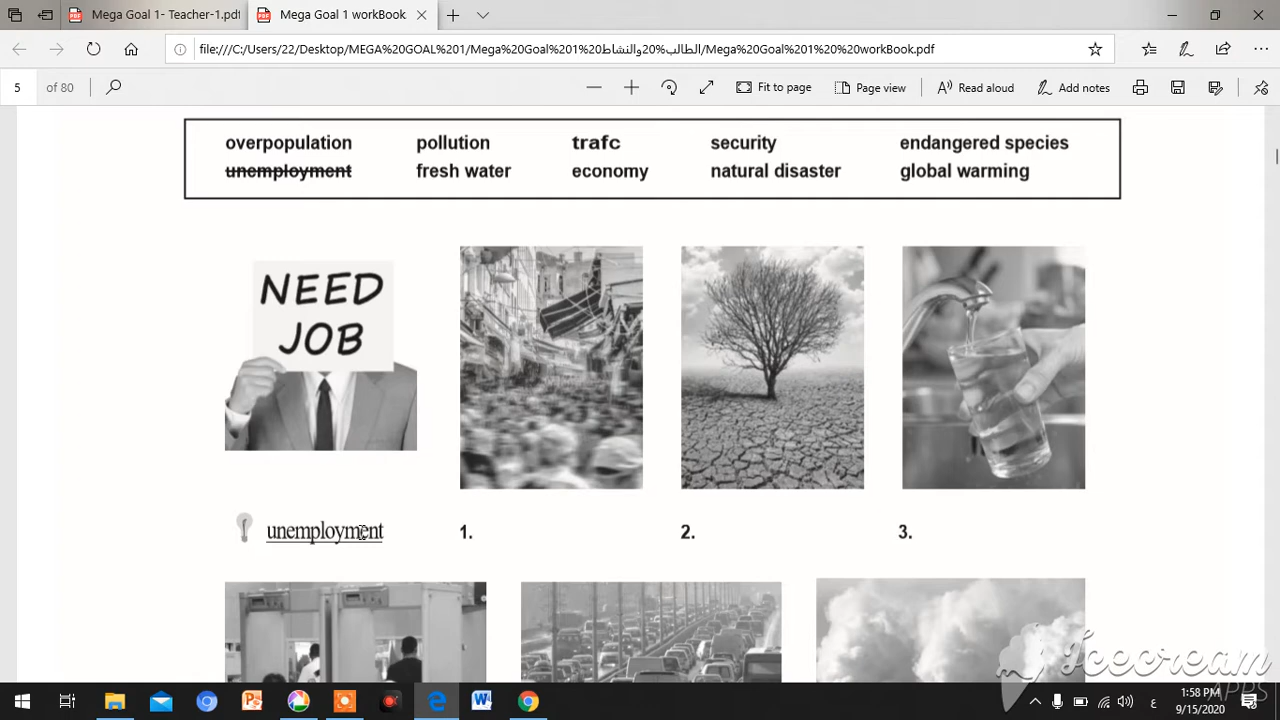 Mega Goal 1- Teacher-1.pdf
Mega Goal 1 workBook
file:///C:/Users/22/Desktop/MEGA%20GOAL%201/Mega%20Goal%201%20الطالب%20والنشاط/Mega%20Goal%201%20%20workBook.pdf
5 of 80
Fit to page
Page view
Read aloud
Add notes
overpopulation pollution trafc security endangered species
unemployment fresh water economy natural disaster global warming
NEED
JOB
unemployment 1. 2. 3.
Icecream
APPS
1:58 PM
9/15/2020
ع